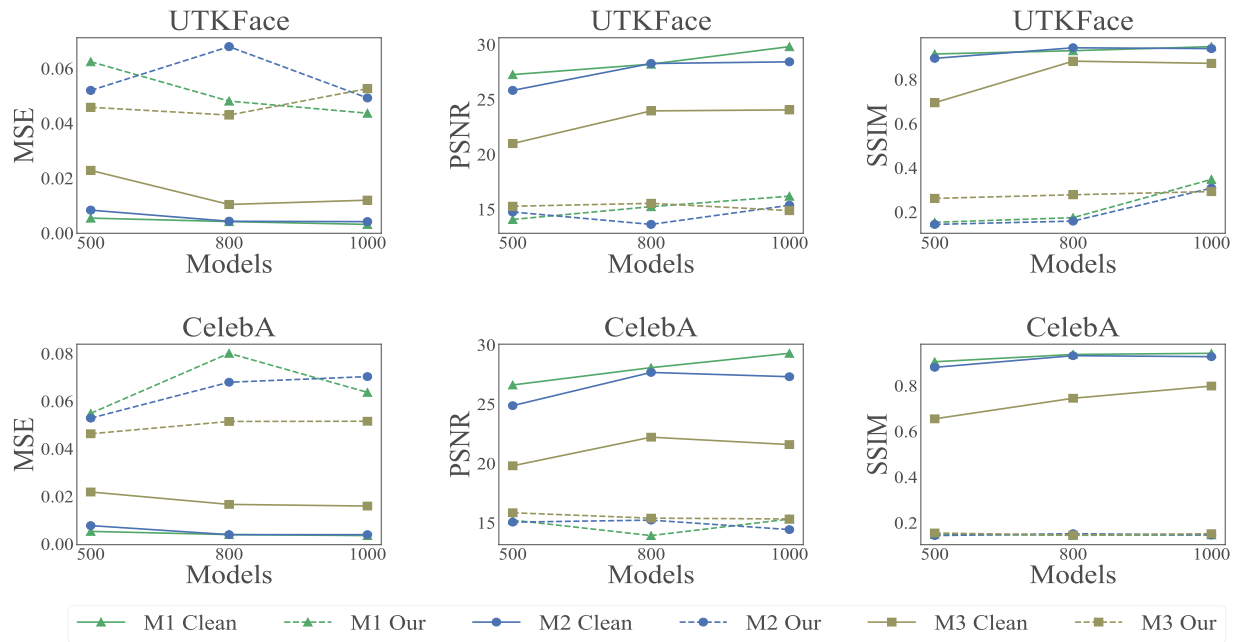 UTKFace
MSE
0.06
0.04
0.02
0.00
500
800
1000
Models
UTKFace
PSNR
30
25
20
15
500
800
1000
Models
UTKFace
SSIM
0.8
0.6
0.4
0.2
500
800
1000
Models
CelebA
MSE
0.08
0.06
0.04
0.02
0.00
500
800
1000
Models
CelebA
PSNR
30
25
20
15
500
800
1000
Models
CelebA
SSIM
0.8
0.6
0.4
0.2
500
800
1000
Models
M1 Clean M1 Our M2 Clean M2 Our M3 Clean M3 Our